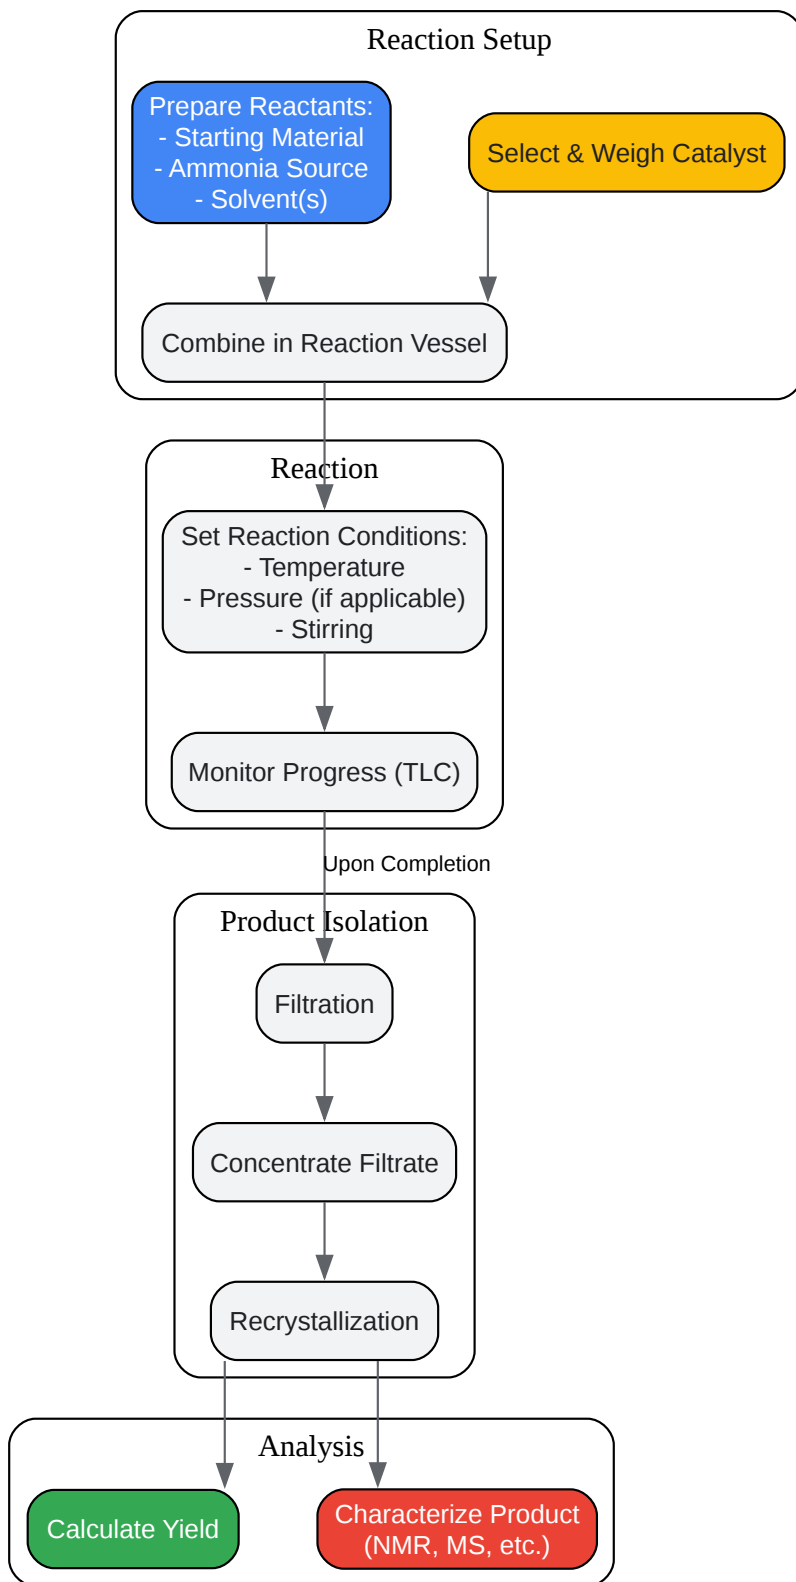 Reaction Setup
Prepare Reactants:
- Starting Material
- Ammonia Source
- Solvent(s)
Select & Weigh Catalyst
Combine in Reaction Vessel
Reaction
Set Reaction Conditions:
- Temperature
- Pressure (if applicable)
- Stirring
Monitor Progress (TLC)
Upon Completion
Product Isolation
Filtration
Concentrate Filtrate
Recrystallization
Analysis
Calculate Yield
Characterize Product
(NMR, MS, etc.)